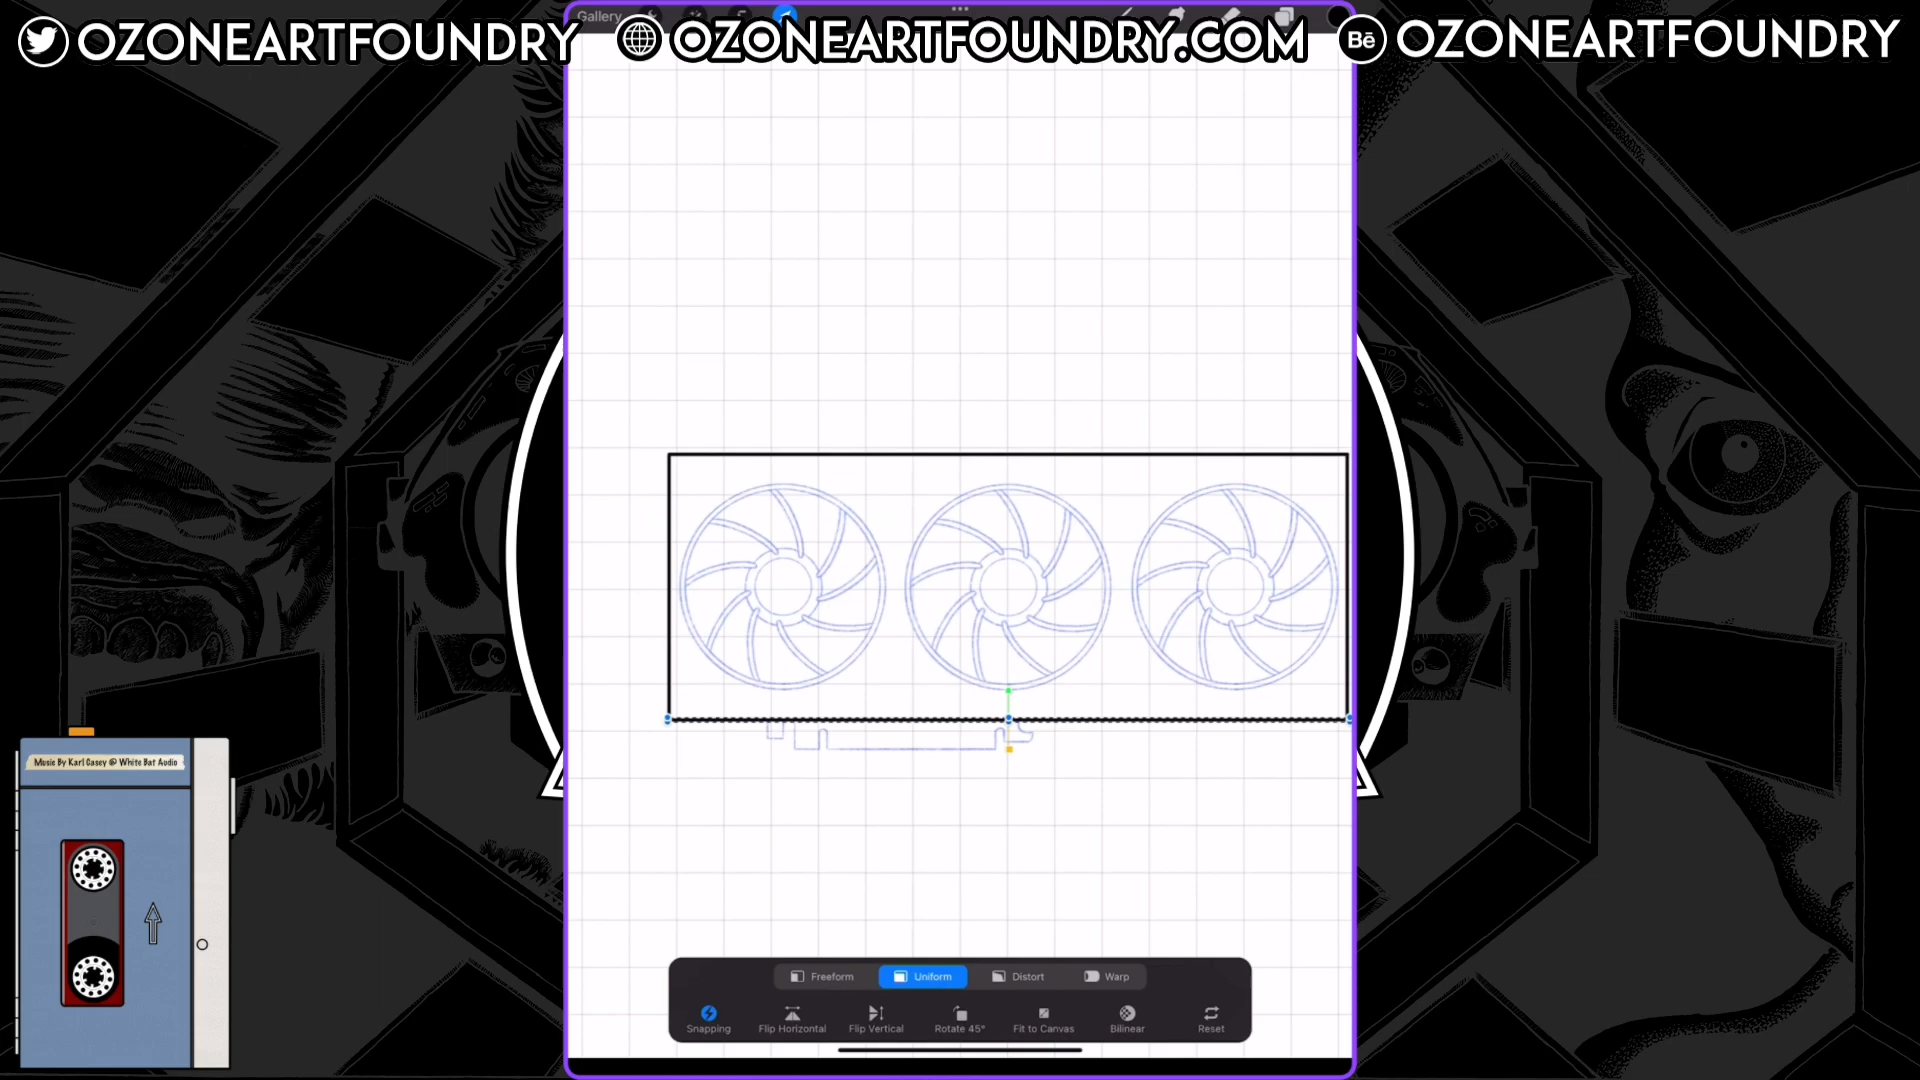 Gallery
OZONEARTFOUNDRY OZONEARTFOUNDRY.COM Bē OZONEARTFOUNDRY
Music By Karl Casey @ White Bat Audio
Freeform Uniform Distort Warp
Snapping Flip Horizontal Flip Vertical Rotate 45° Fit to Canvas Bilinear Reset